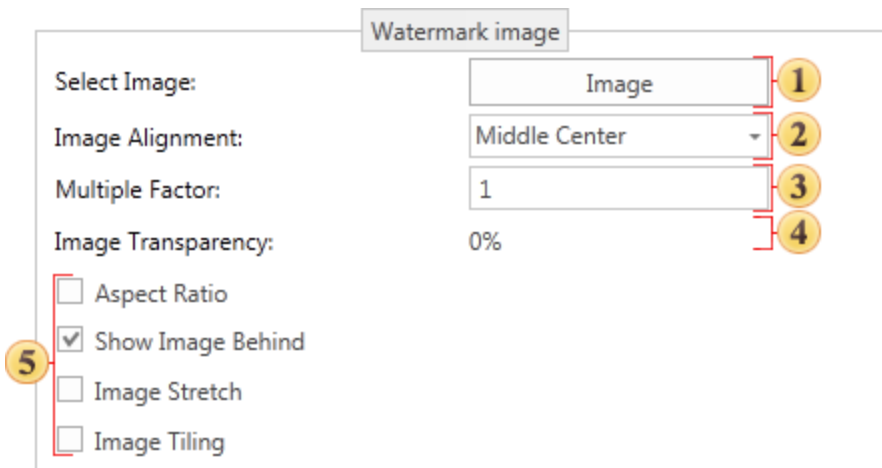 Watermark image
Select Image: Image 1
Image Alignment: Middle Center 2
Multiple Factor: 1 3
Image Transparency: 0% 4
Aspect Ratio
Show Image Behind
5
Image Stretch
Image Tiling